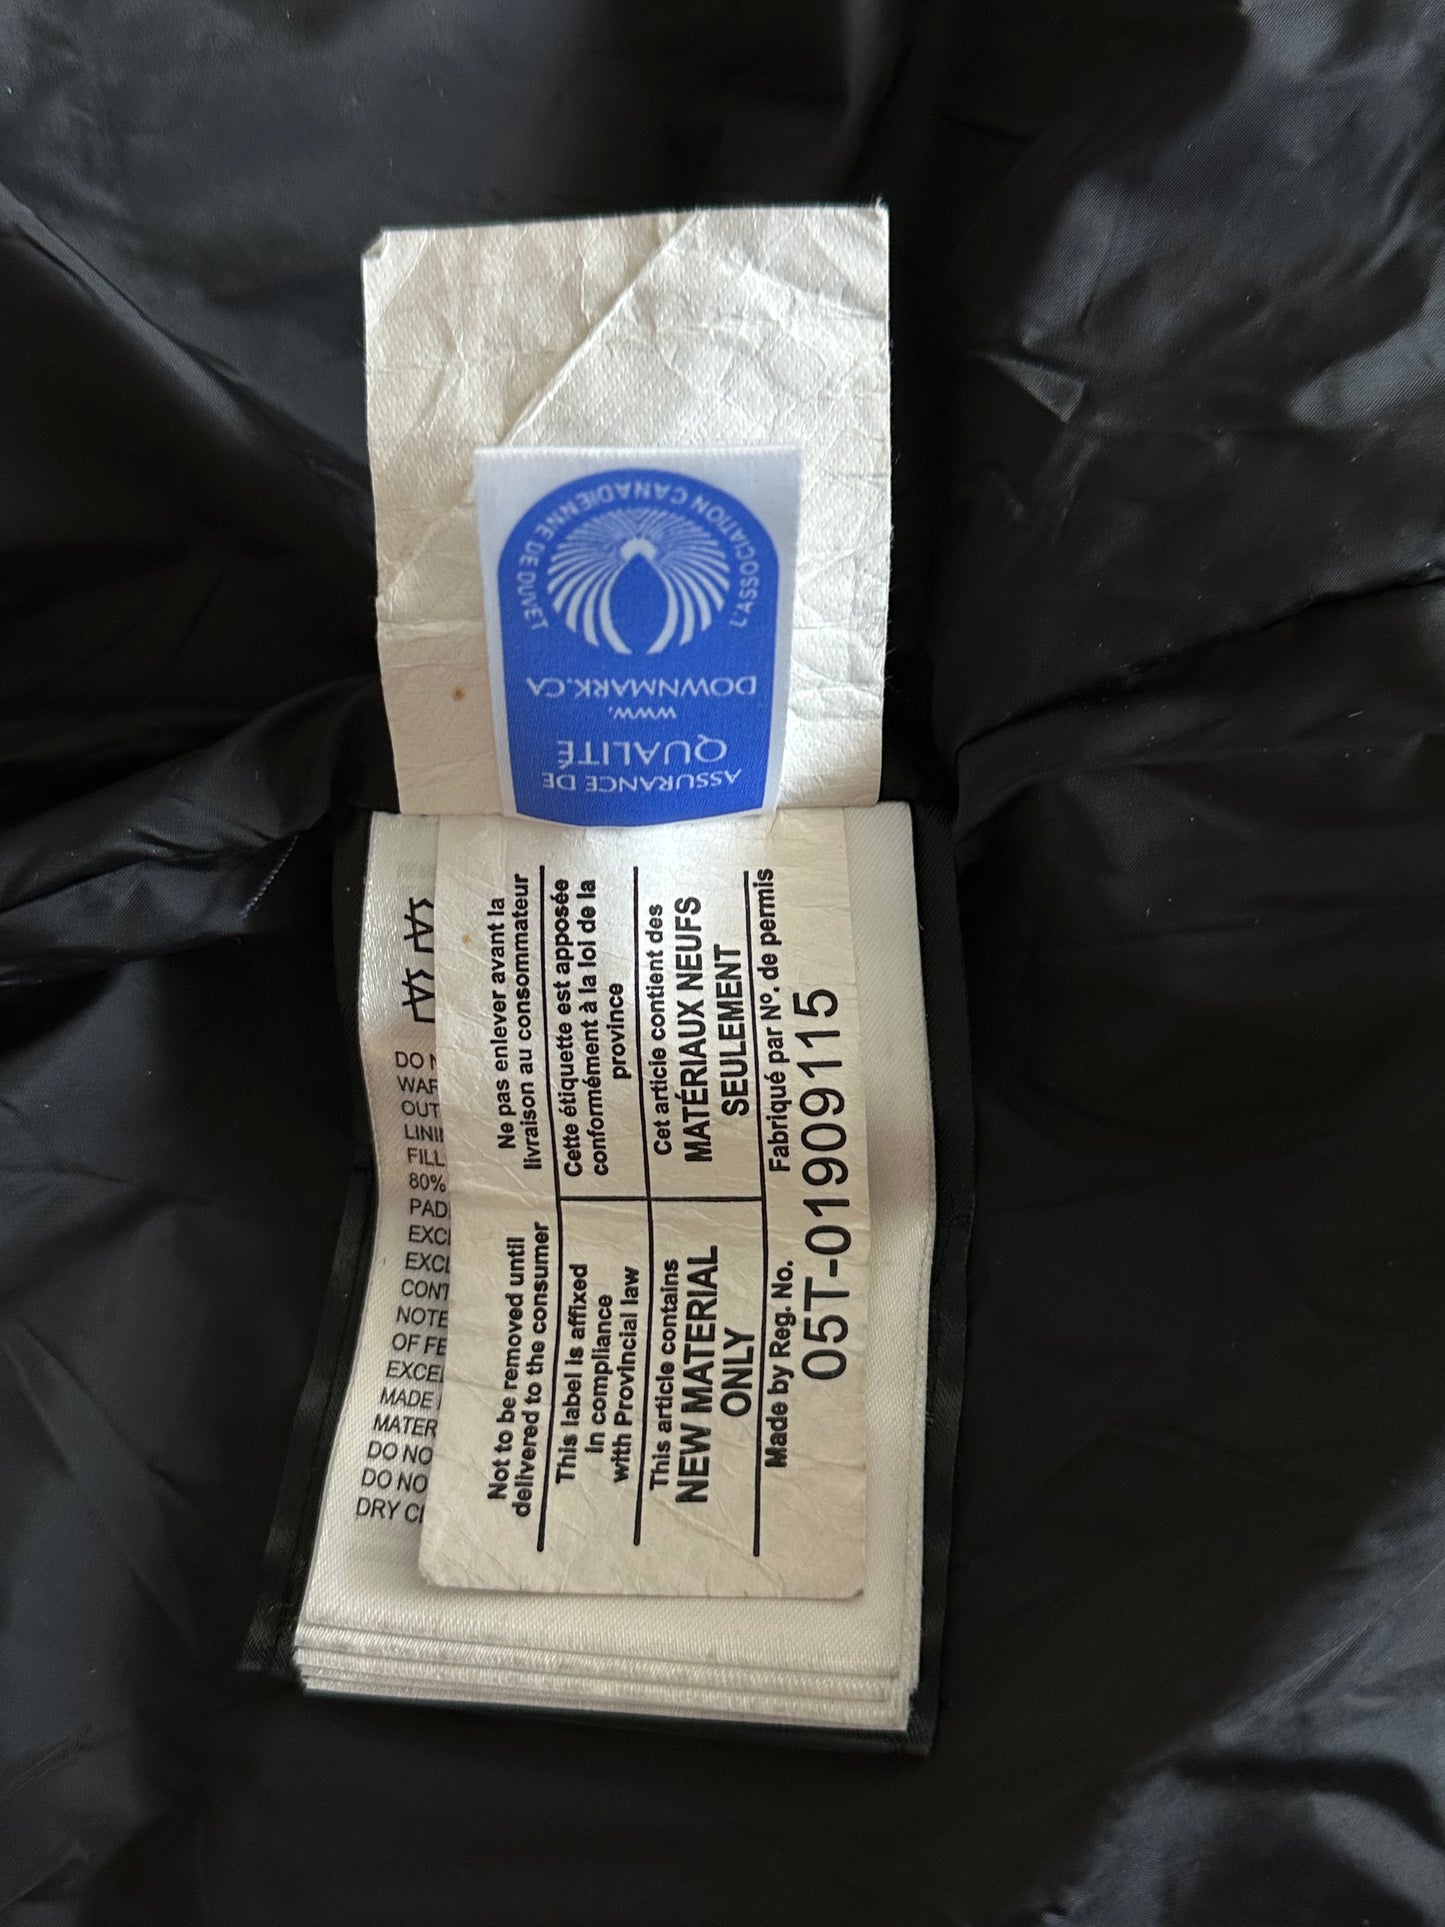 L'ASSOCIATION CANADIENNE DE DUVET
WWW.
DOWNMARK.CA
ASSURANCE DE
QUALITÉ
Not to be removed until
delivered to the consumer
Ne pas enlever avant la
livraison au consommateur
This label is affixed
in compliance
with Provincial law
Cette étiquette est apposée
conformément à la loi de la
province
This article contains
NEW MATERIAL
ONLY
Cet article contient des
MATÉRIAUX NEUFS
SEULEMENT
Made by Reg. No.
Fabriqué par Nº. de permis
05T-01909115
DO
WAR
OUT
LINI
FILL
80%
PAD
EXC
EXCL
CONT
NOTE
OF FE
EXCE
MADE
MATER
DO NO
DO NO
DRY C